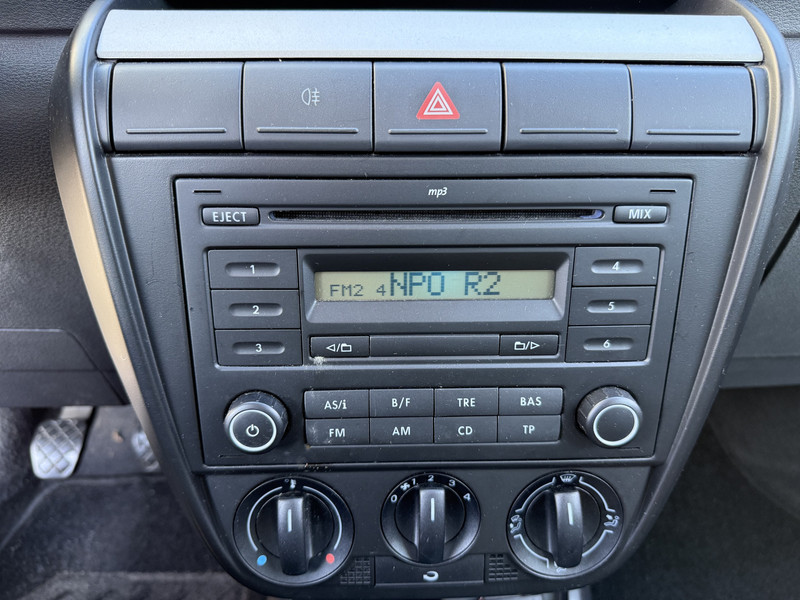 mp3
EJECT
MIX
1
4
FM2 4 NPO R2
2
5
3
6
AS/i B/F TRE BAS
FM AM CD TP
0 1 2 3 4